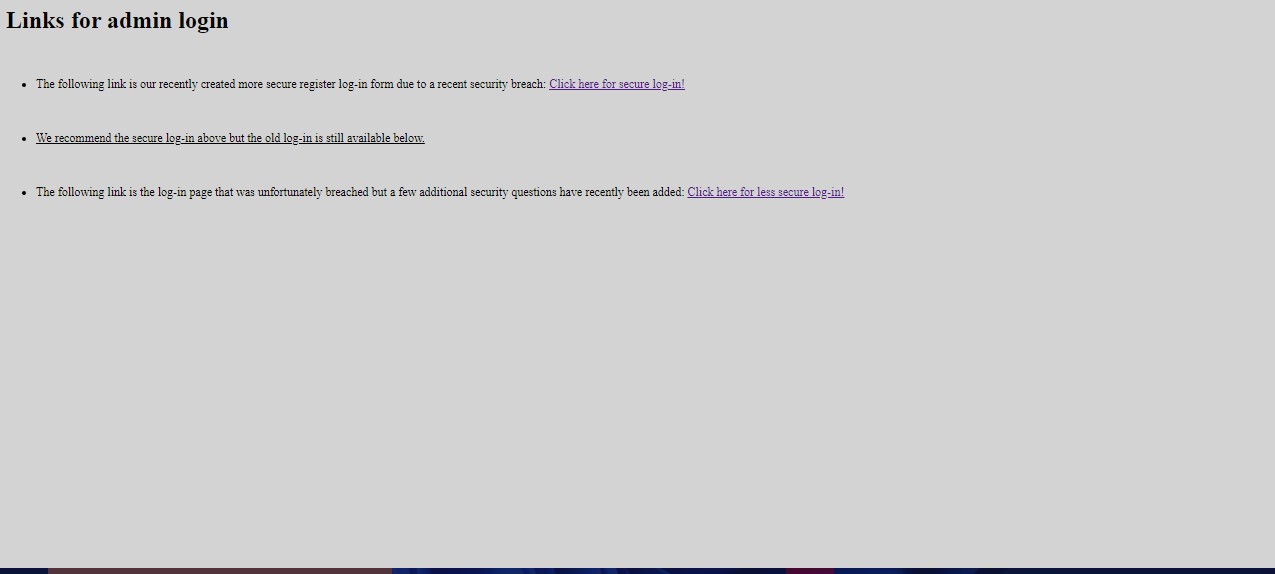 Links for admin login
The following link is our recently created more secure register log-in form due to a recent security breach: Click here for secure log-in!
We recommend the secure log-in above but the old log-in is still available below.
The following link is the log-in page that was unfortunately breached but a few additional security questions have recently been added: Click here for less secure log-in!